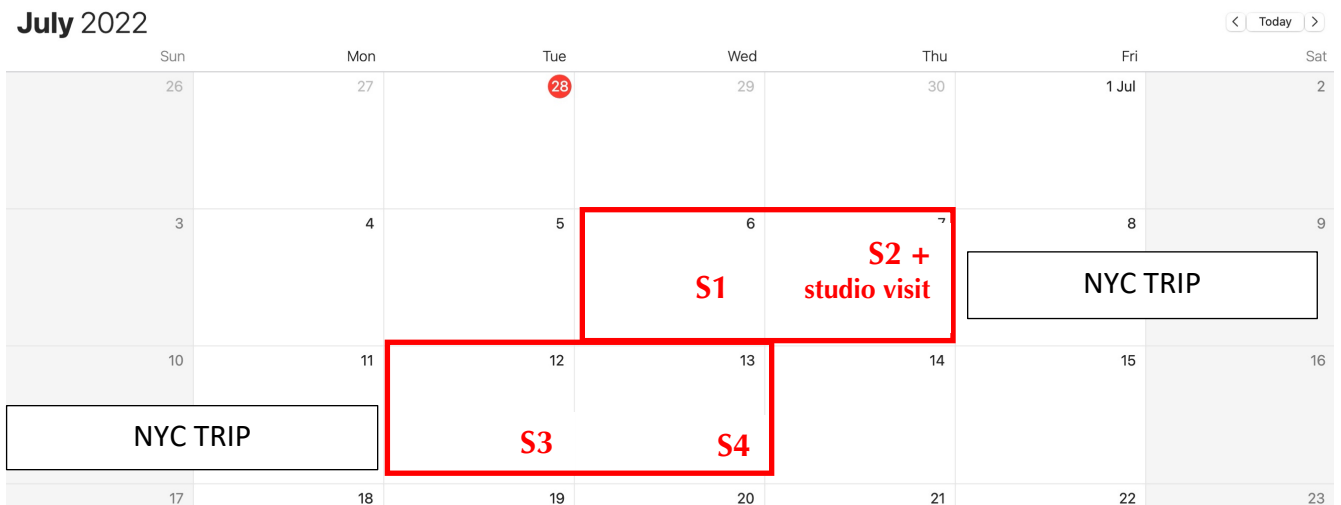 July 2022
< Today >
Sun Mon Tue Wed Thu Fri Sat
26 27 28 29 30 1 Jul 2
3 4 5 6 7 8 9
S1
S2 +
studio visit
NYC TRIP
10 11 12 13 14 15 16
NYC TRIP
S3
S4
17 18 19 20 21 22 23